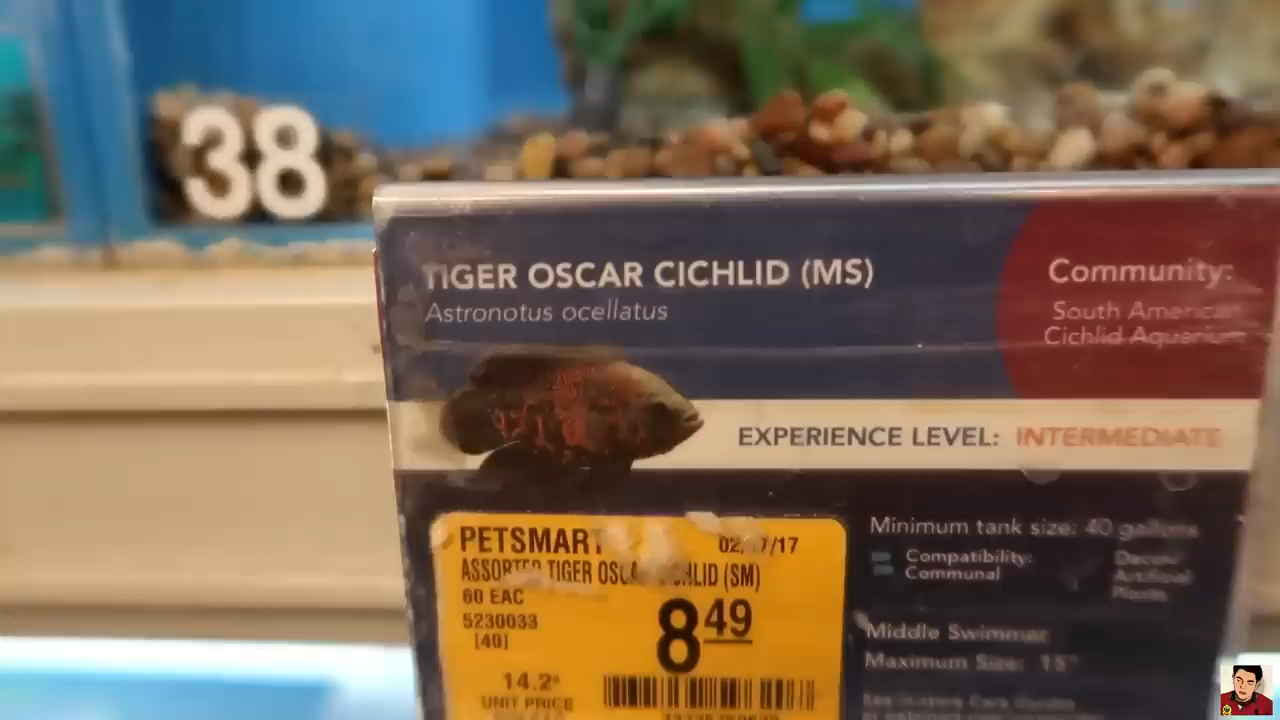 38
TIGER OSCAR CICHLID (MS)
Astronotus ocellatus
Community:
South American
Cichlid Aquarium
EXPERIENCE LEVEL: INTERMEDIATE
PETSMART
ASSORTED TIGER OSCAR CICHLID (SM)
60 EAC
5230033
[40]
8 49
14.2¢
UNIT PRICE
Minimum tank size: 40 gallons
Compatibility:
Communal
Decor:
Artificial
Plants
Middle Swimmer
Maximum Size: 15"